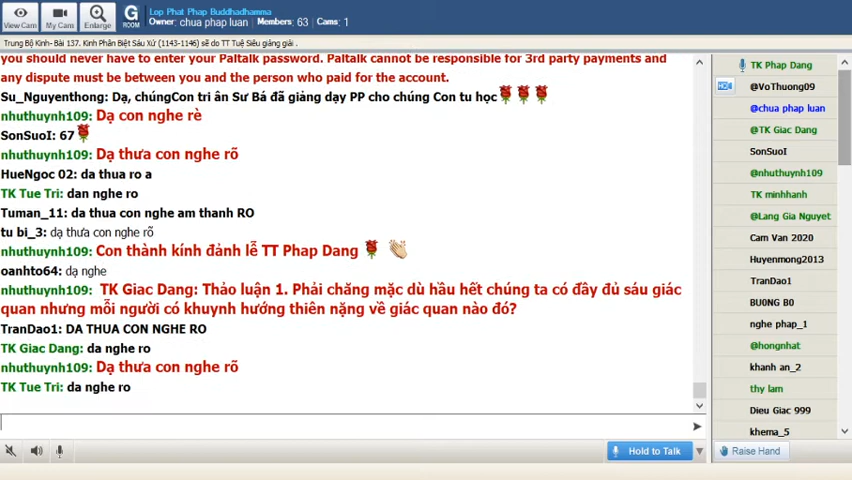 View Cam
My Cams
Enlarge
G
ROOM
Lop Phat Phap Buddhadhamma
Owner: chua phap luan Members: 63 Cams: 1
Trung Bộ Kinh- Bài 137. Kinh Phân Biệt Sáu Xứ (1143-1146) sẽ do TT Tuệ Siêu giảng giải .
you should never have to enter your Paltalk password. Paltalk cannot be responsible for 3rd party payments and
any dispute must be between you and the person who paid for the account.
Su_Nguyenthong: Dạ, chúngCon tri ân Sư Bá đã giảng dạy PP cho chúng Con tu học
nhuthuynh109: Dạ con nghe rè
SonSuoI: 67
nhuthuynh109: Dạ thưa con nghe rõ
HueNgoc 02: da thua ro a
TK Tue Tri: dan nghe ro
Tuman_11: da thua con nghe am thanh RO
tu bi_3: dạ thưa con nghe rõ
nhuthuynh109: Con thành kính đảnh lễ TT Phap Dang
oanhto64: dạ nghe
nhuthuynh109: TK Giac Dang: Thảo luận 1. Phải chăng mặc dù hầu hết chúng ta có đầy đủ sáu giác
quan nhưng mỗi người có khuynh hướng thiên nặng về giác quan nào đó?
TranDao1: DA THUA CON NGHE RO
TK Giac Dang: da nghe ro
nhuthuynh109: Dạ thưa con nghe rõ
TK Tue Tri: da nghe ro
Hold to Talk
TK Phap Dang
@VoThuong09
@chua phap luan
@TK Giac Dang
SonSuoI
@nhuthuynh109
TK minhhanh
@Lang Gia Nguyet
Cam Van 2020
Huyenmong2013
TranDao1
BU0NG B0
nghe phap_1
@hongnhat
khanh an_2
thy lam
Dieu Giac 999
khema_5
Raise Hand